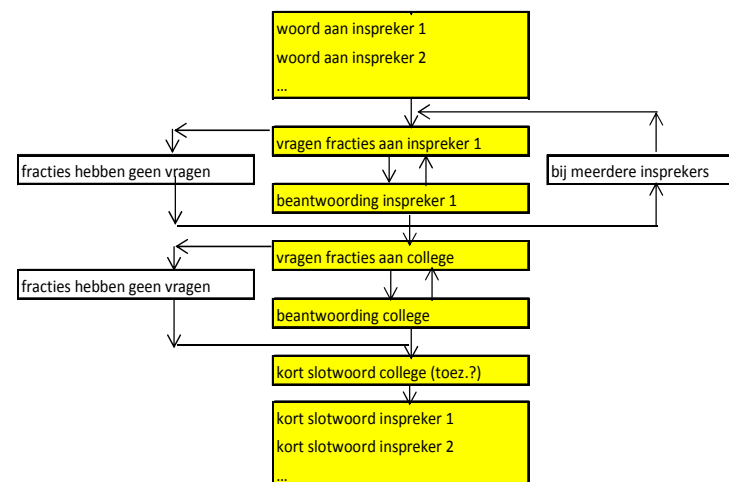 woord aan inspreker 1
woord aan inspreker 2
...
vragen fracties aan inspreker 1
fracties hebben geen vragen
bij meerdere insprekers
beantwoording inspreker 1
vragen fracties aan college
fracties hebben geen vragen
beantwoording college
kort slotwoord college (toez.?)
kort slotwoord inspreker 1
kort slotwoord inspreker 2
...